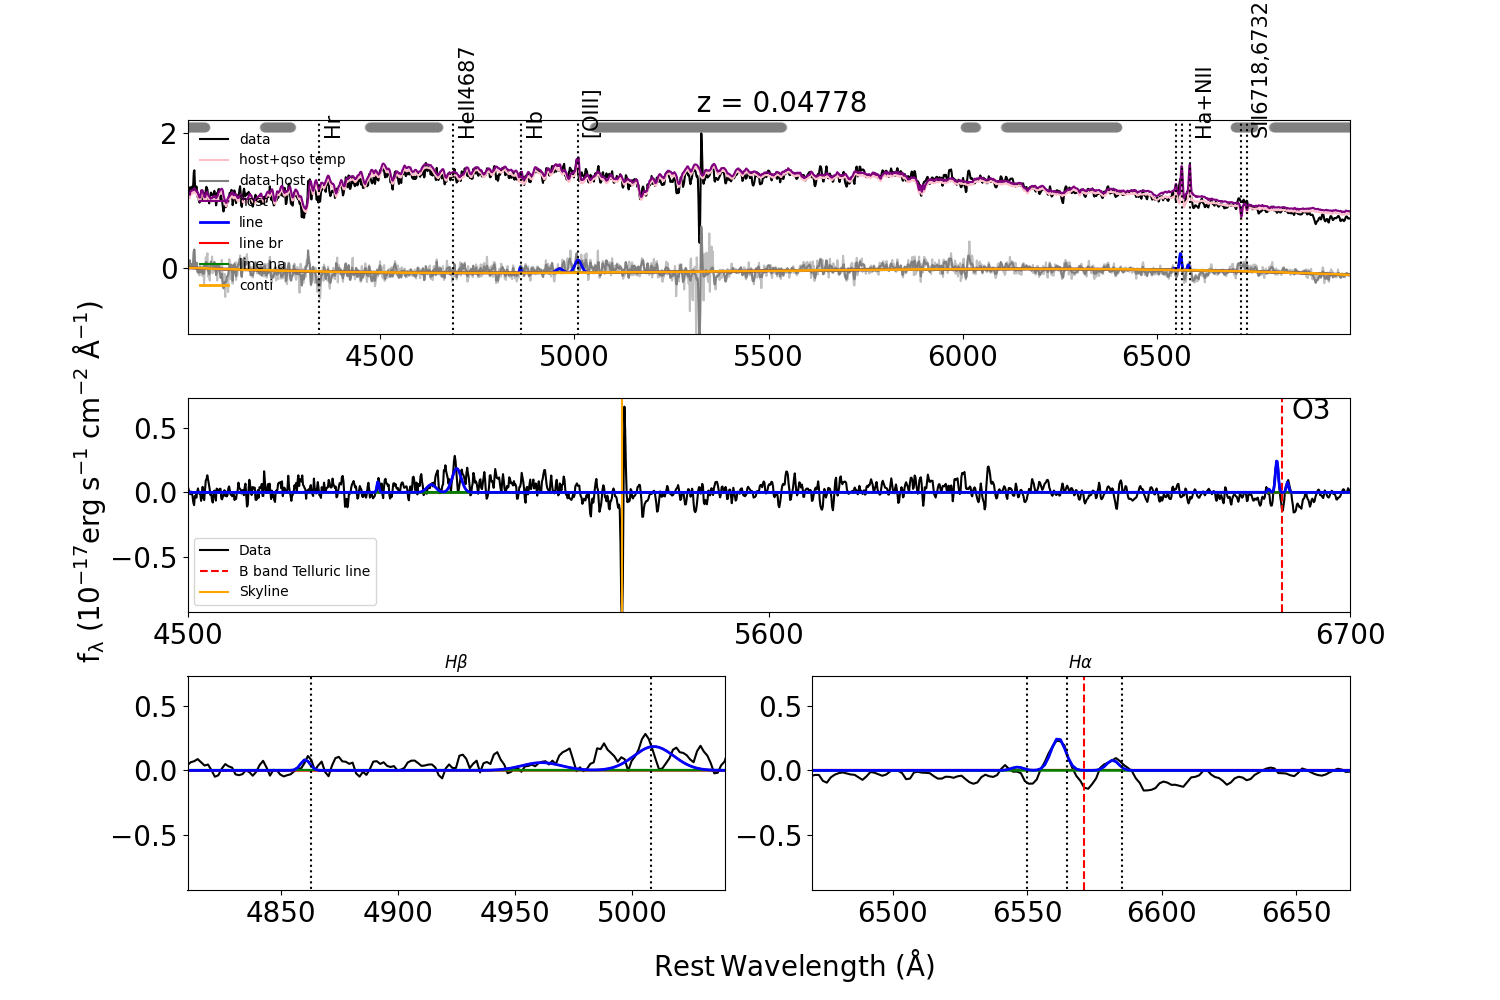 z = 0.04778
Hr
HeII4687
Hb
[OIII]
Ha+NII
SII6718,6732
2
0
data
host+qso temp
data-host
host
line
line br
line na
conti
4500 5000 5500 6000 6500
f_λ (10^−17 erg s^−1 cm^−2 Å^−1)
0.5
0.0
−0.5
O3
Data
B band Telluric line
Skyline
4500 5600 6700
Hβ
0.5
0.0
−0.5
4850 4900 4950 5000
Hα
0.5
0.0
−0.5
6500 6550 6600 6650
Rest Wavelength (Å)